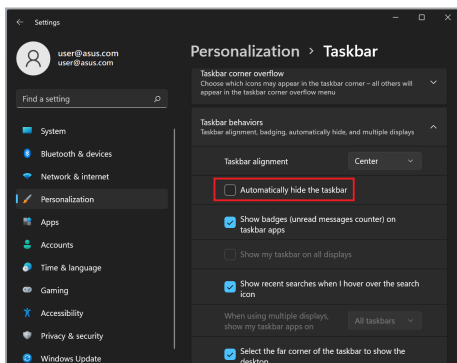 Settings
user@asus.com
user@asus.com
Find a setting
System
Bluetooth & devices
Network & internet
Personalization
Apps
Accounts
Time & language
Gaming
Accessibility
Privacy & security
Windows Update
Personalization > Taskbar
Taskbar corner overflow
Choose which icons may appear in the taskbar corner – all others will
appear in the taskbar corner overflow menu
Taskbar behaviors
Taskbar alignment, badging, automatically hide, and multiple displays
Taskbar alignment
Center
Automatically hide the taskbar
Show badges (unread messages counter) on
taskbar apps
Show my taskbar on all displays
Show recent searches when I hover over the search
icon
When using multiple displays,
show my taskbar apps on
All taskbars
Select the far corner of the taskbar to show the
desktop